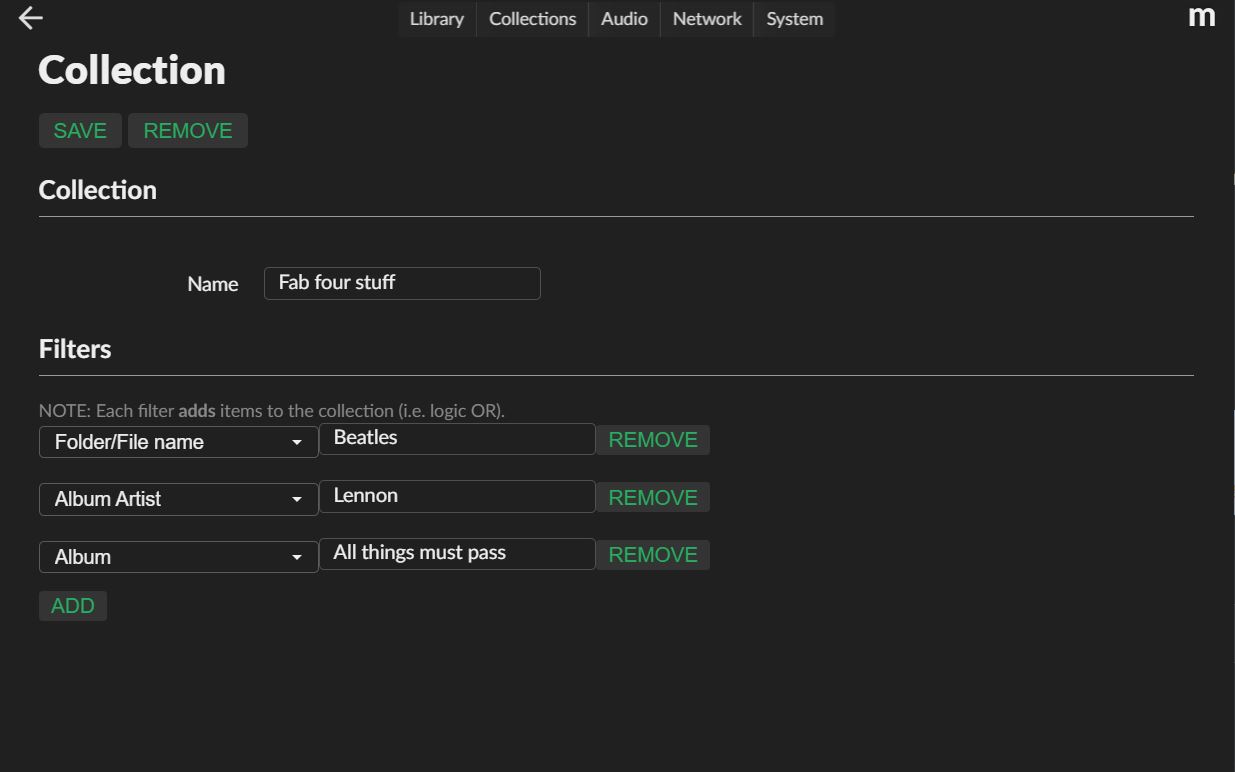 Library Collections Audio Network System m
Collection
SAVE REMOVE
Collection
Name Fab four stuff
Filters
NOTE: Each filter adds items to the collection (i.e. logic OR).
Folder/File name Beatles REMOVE
Album Artist Lennon REMOVE
Album All things must pass REMOVE
ADD